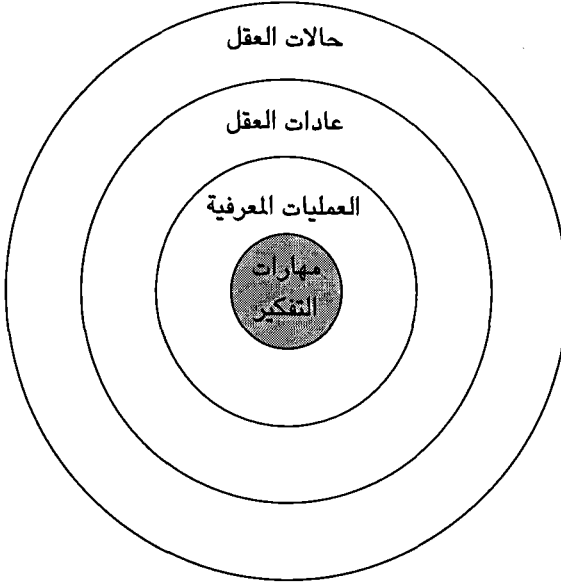 حالات العقل
عادات العقل
العمليات المعرفية
مهارات
التفكير